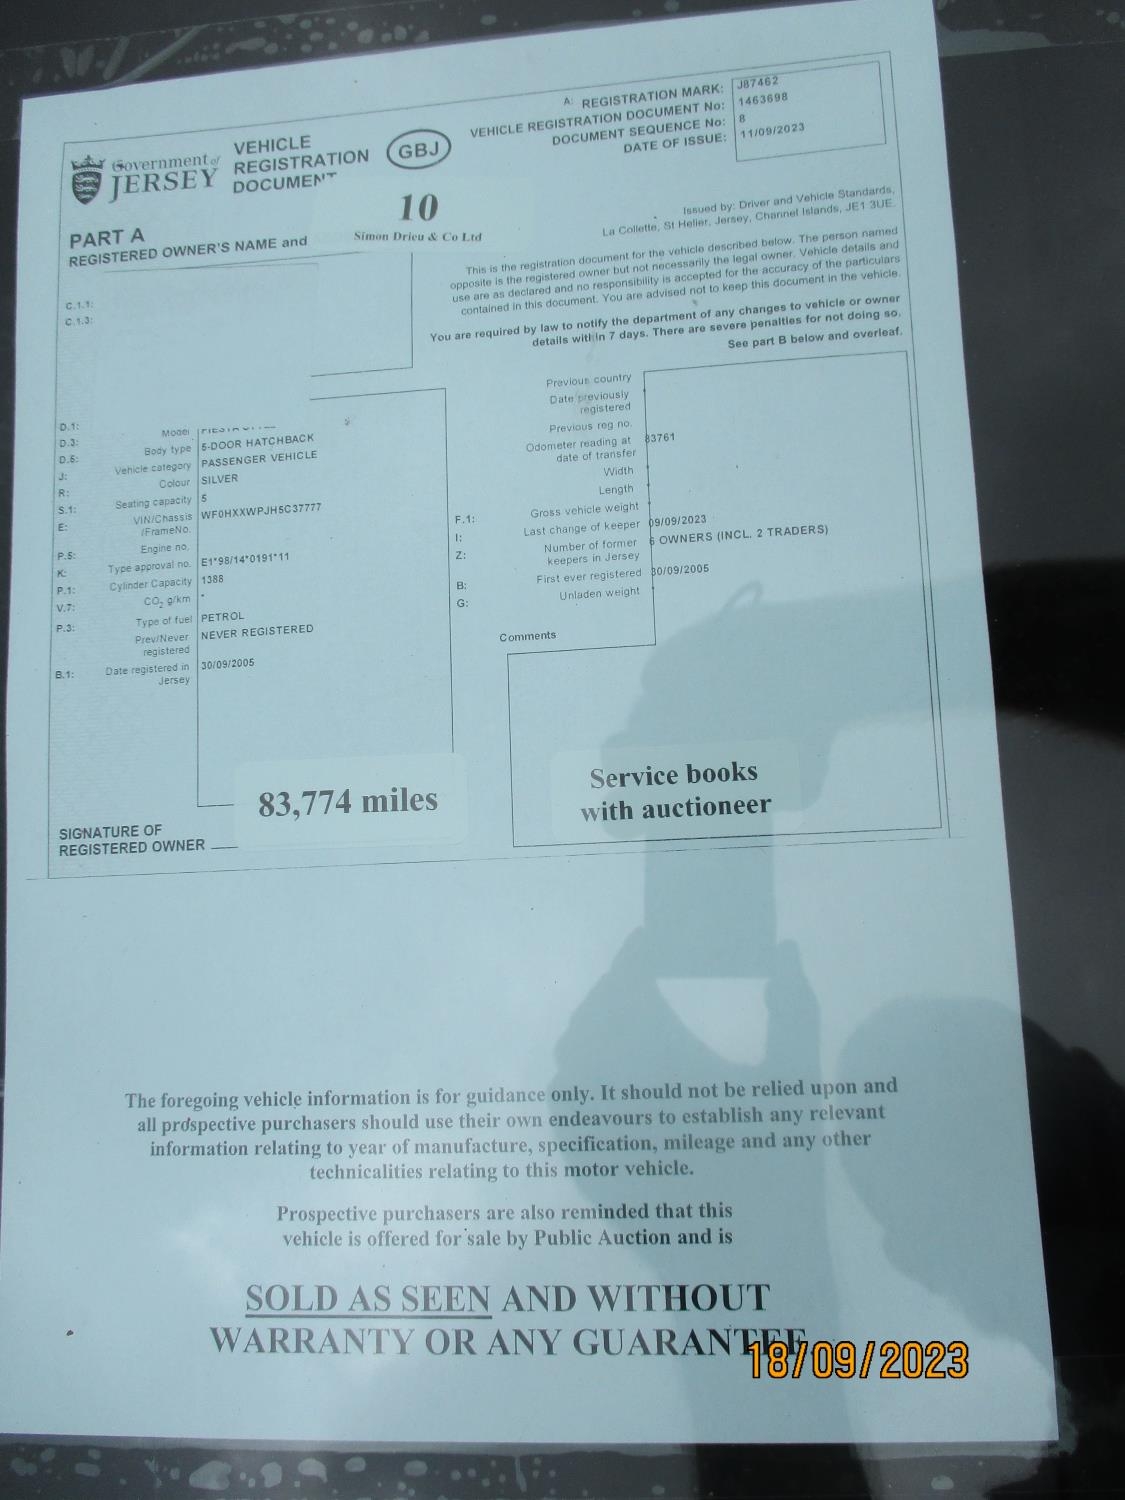 Government of
JERSEY
VEHICLE
REGISTRATION
DOCUMENT
GBJ
A: REGISTRATION MARK: J87462
VEHICLE REGISTRATION DOCUMENT No: 1463698
DOCUMENT SEQUENCE No: 8
DATE OF ISSUE: 11/09/2023
10
Simon Drieu & Co Ltd
Issued by: Driver and Vehicle Standards,
La Collette, St Helier, Jersey, Channel Islands, JE1 3UE.
PART A
REGISTERED OWNER'S NAME and
C.1.1:
C.1.3:
This is the registration document for the vehicle described below. The person named
opposite is the registered owner but not necessarily the legal owner. Vehicle details and
use are as declared and no responsibility is accepted for the accuracy of the particulars
contained in this document. You are advised not to keep this document in the vehicle.
You are required by law to notify the department of any changes to vehicle or owner
details within 7 days. There are severe penalties for not doing so.
See part B below and overleaf.
D.1:
D.3: Model
D.5: Body type 5-DOOR HATCHBACK
J: Vehicle category PASSENGER VEHICLE
R: Colour SILVER
S.1: Seating capacity 5
E: VIN/Chassis WF0HXXWPJH5C37777
/FrameNo.
P.5: Engine no.
K: Type approval no. E1*98/14*0191*11
P.1: Cylinder Capacity 1388
V.7: CO2 g/km *
P.3: Type of fuel PETROL
Prev/Never NEVER REGISTERED
registered
B.1: Date registered in 30/09/2005
Jersey
Previous country
Date previously
registered
Previous reg no.
Odometer reading at 83761
date of transfer
Width
Length
F.1: Gross vehicle weight
I: Last change of keeper 09/09/2023
Z: Number of former 6 OWNERS (INCL. 2 TRADERS)
keepers in Jersey
B: First ever registered 30/09/2005
G: Unladen weight
Comments
83,774 miles
Service books
with auctioneer
SIGNATURE OF
REGISTERED OWNER
The foregoing vehicle information is for guidance only. It should not be relied upon and
all prospective purchasers should use their own endeavours to establish any relevant
information relating to year of manufacture, specification, mileage and any other
technicalities relating to this motor vehicle.
Prospective purchasers are also reminded that this
vehicle is offered for sale by Public Auction and is
SOLD AS SEEN AND WITHOUT
WARRANTY OR ANY GUARANTEE
18/09/2023